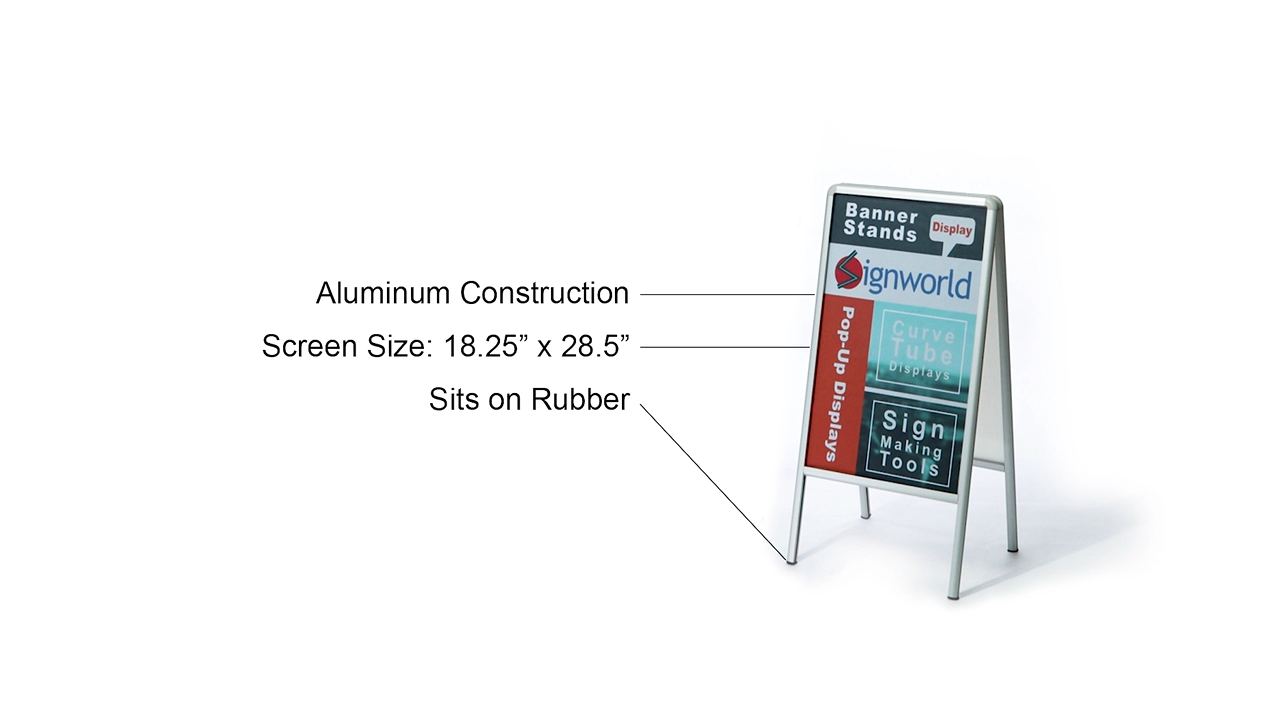 Aluminum Construction
Screen Size: 18.25” x 28.5”
Sits on Rubber
Banner
Stands
Display
Signworld
Pop-Up Displays
Curve
Tube
Displays
Sign
Making
Tools